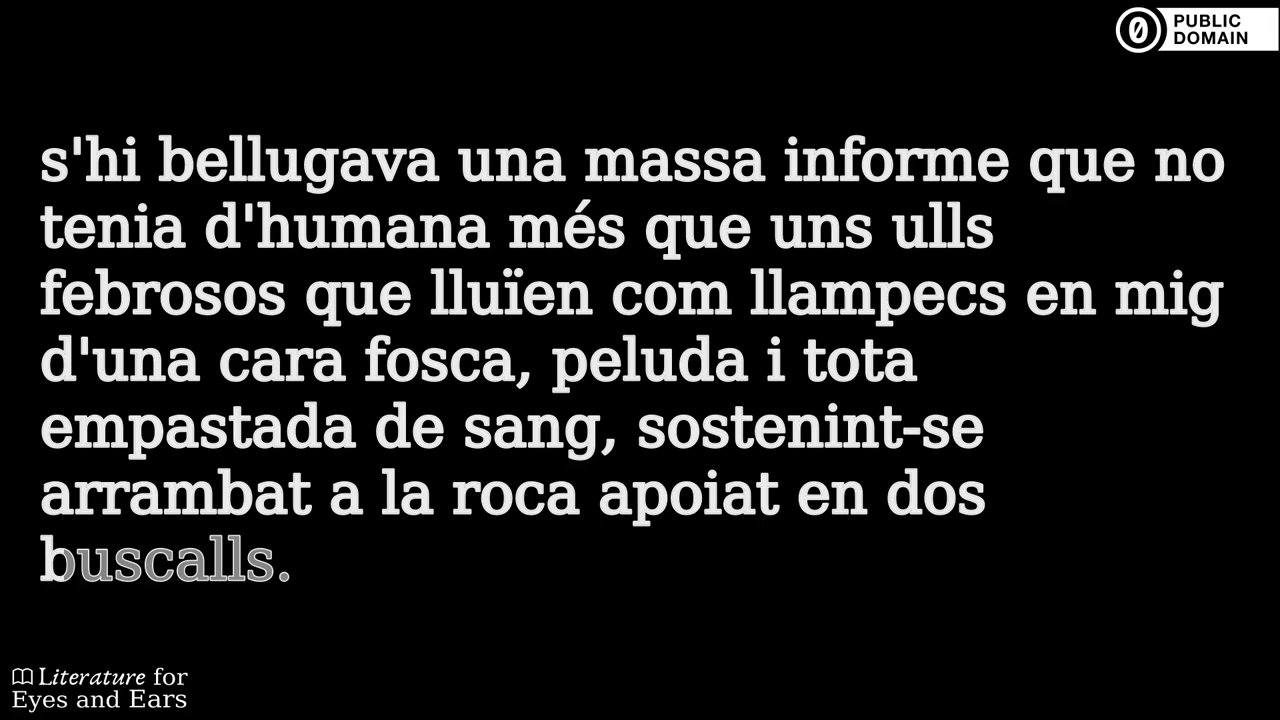 PUBLIC
DOMAIN
s'hi bellugava una massa informe que no
tenia d'humana més que uns ulls
febrosos que lluïen com llampecs en mig
d'una cara fosca, peluda i tota
empastada de sang, sostenint-se
arrambat a la roca apoiat en dos
buscalls.
Literature for
Eyes and Ears